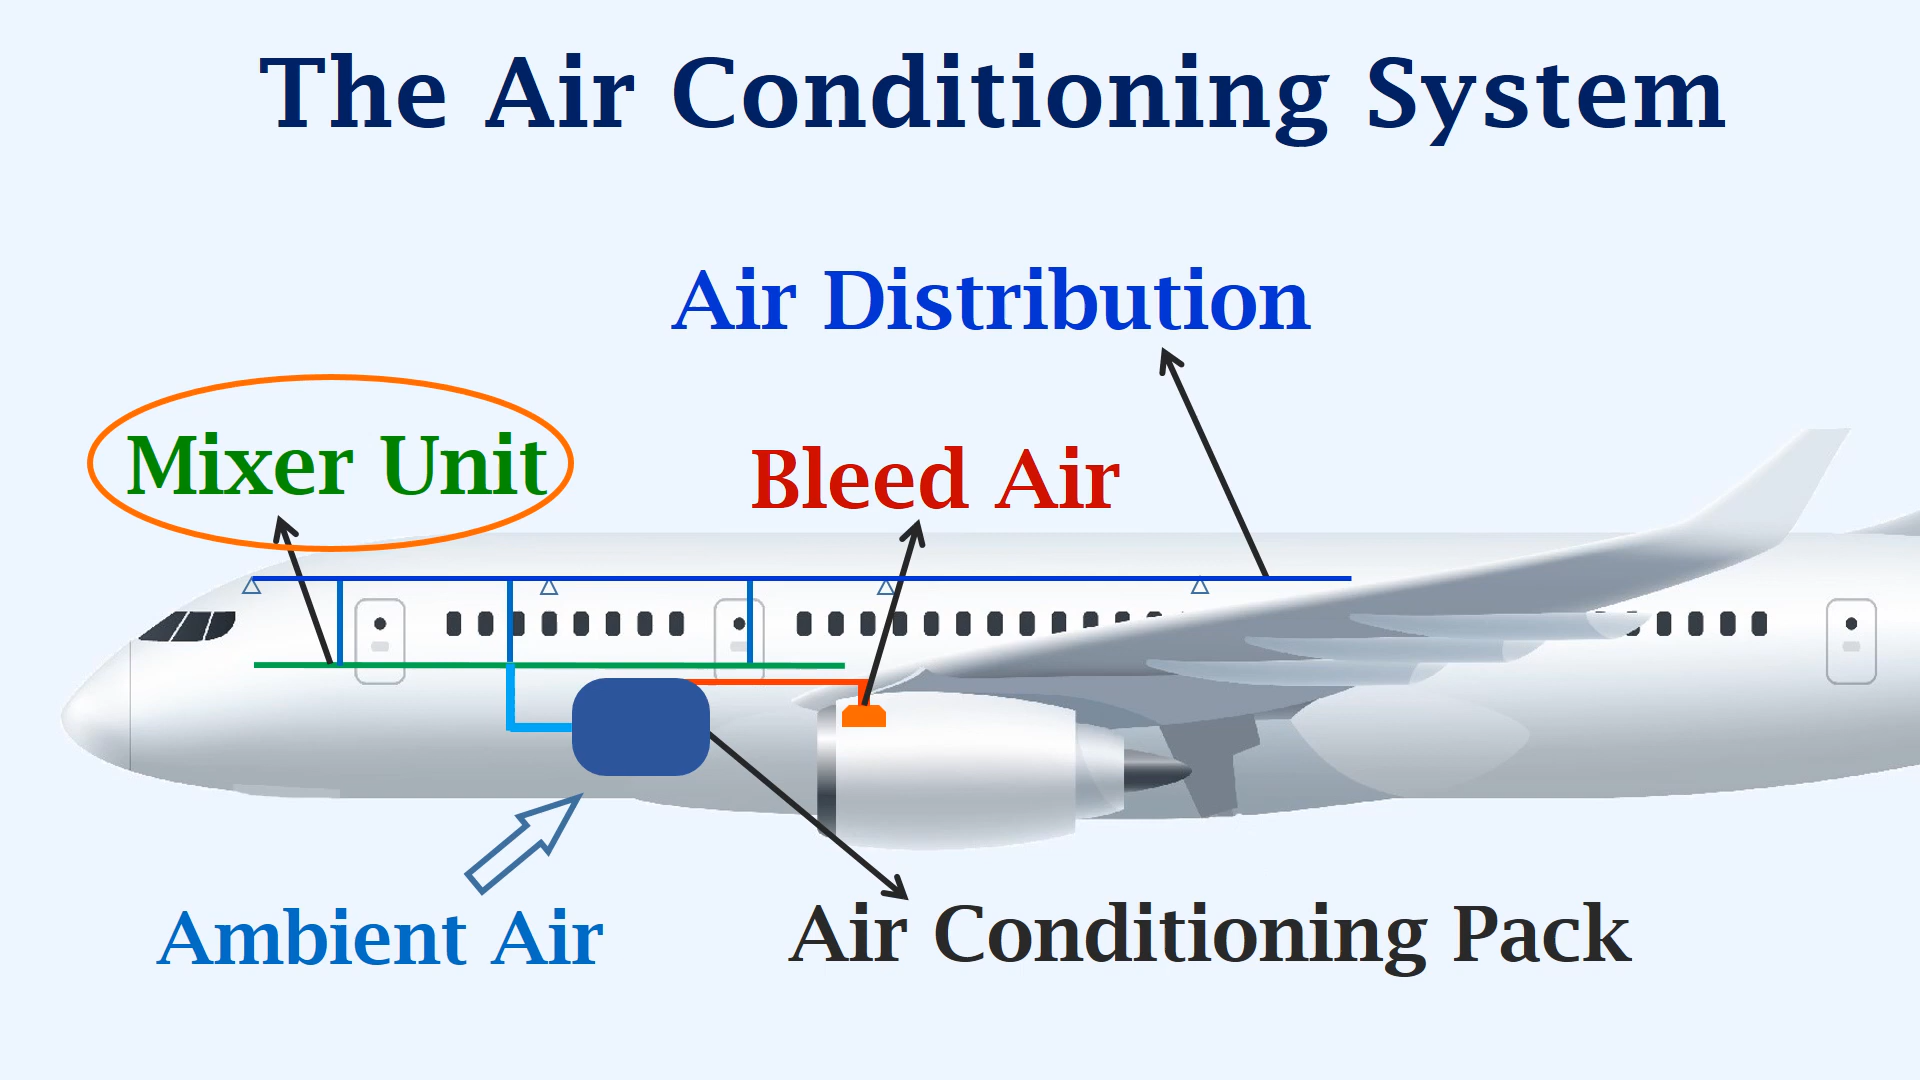 The Air Conditioning System
Air Distribution
Mixer Unit
Bleed Air
Ambient Air
Air Conditioning Pack